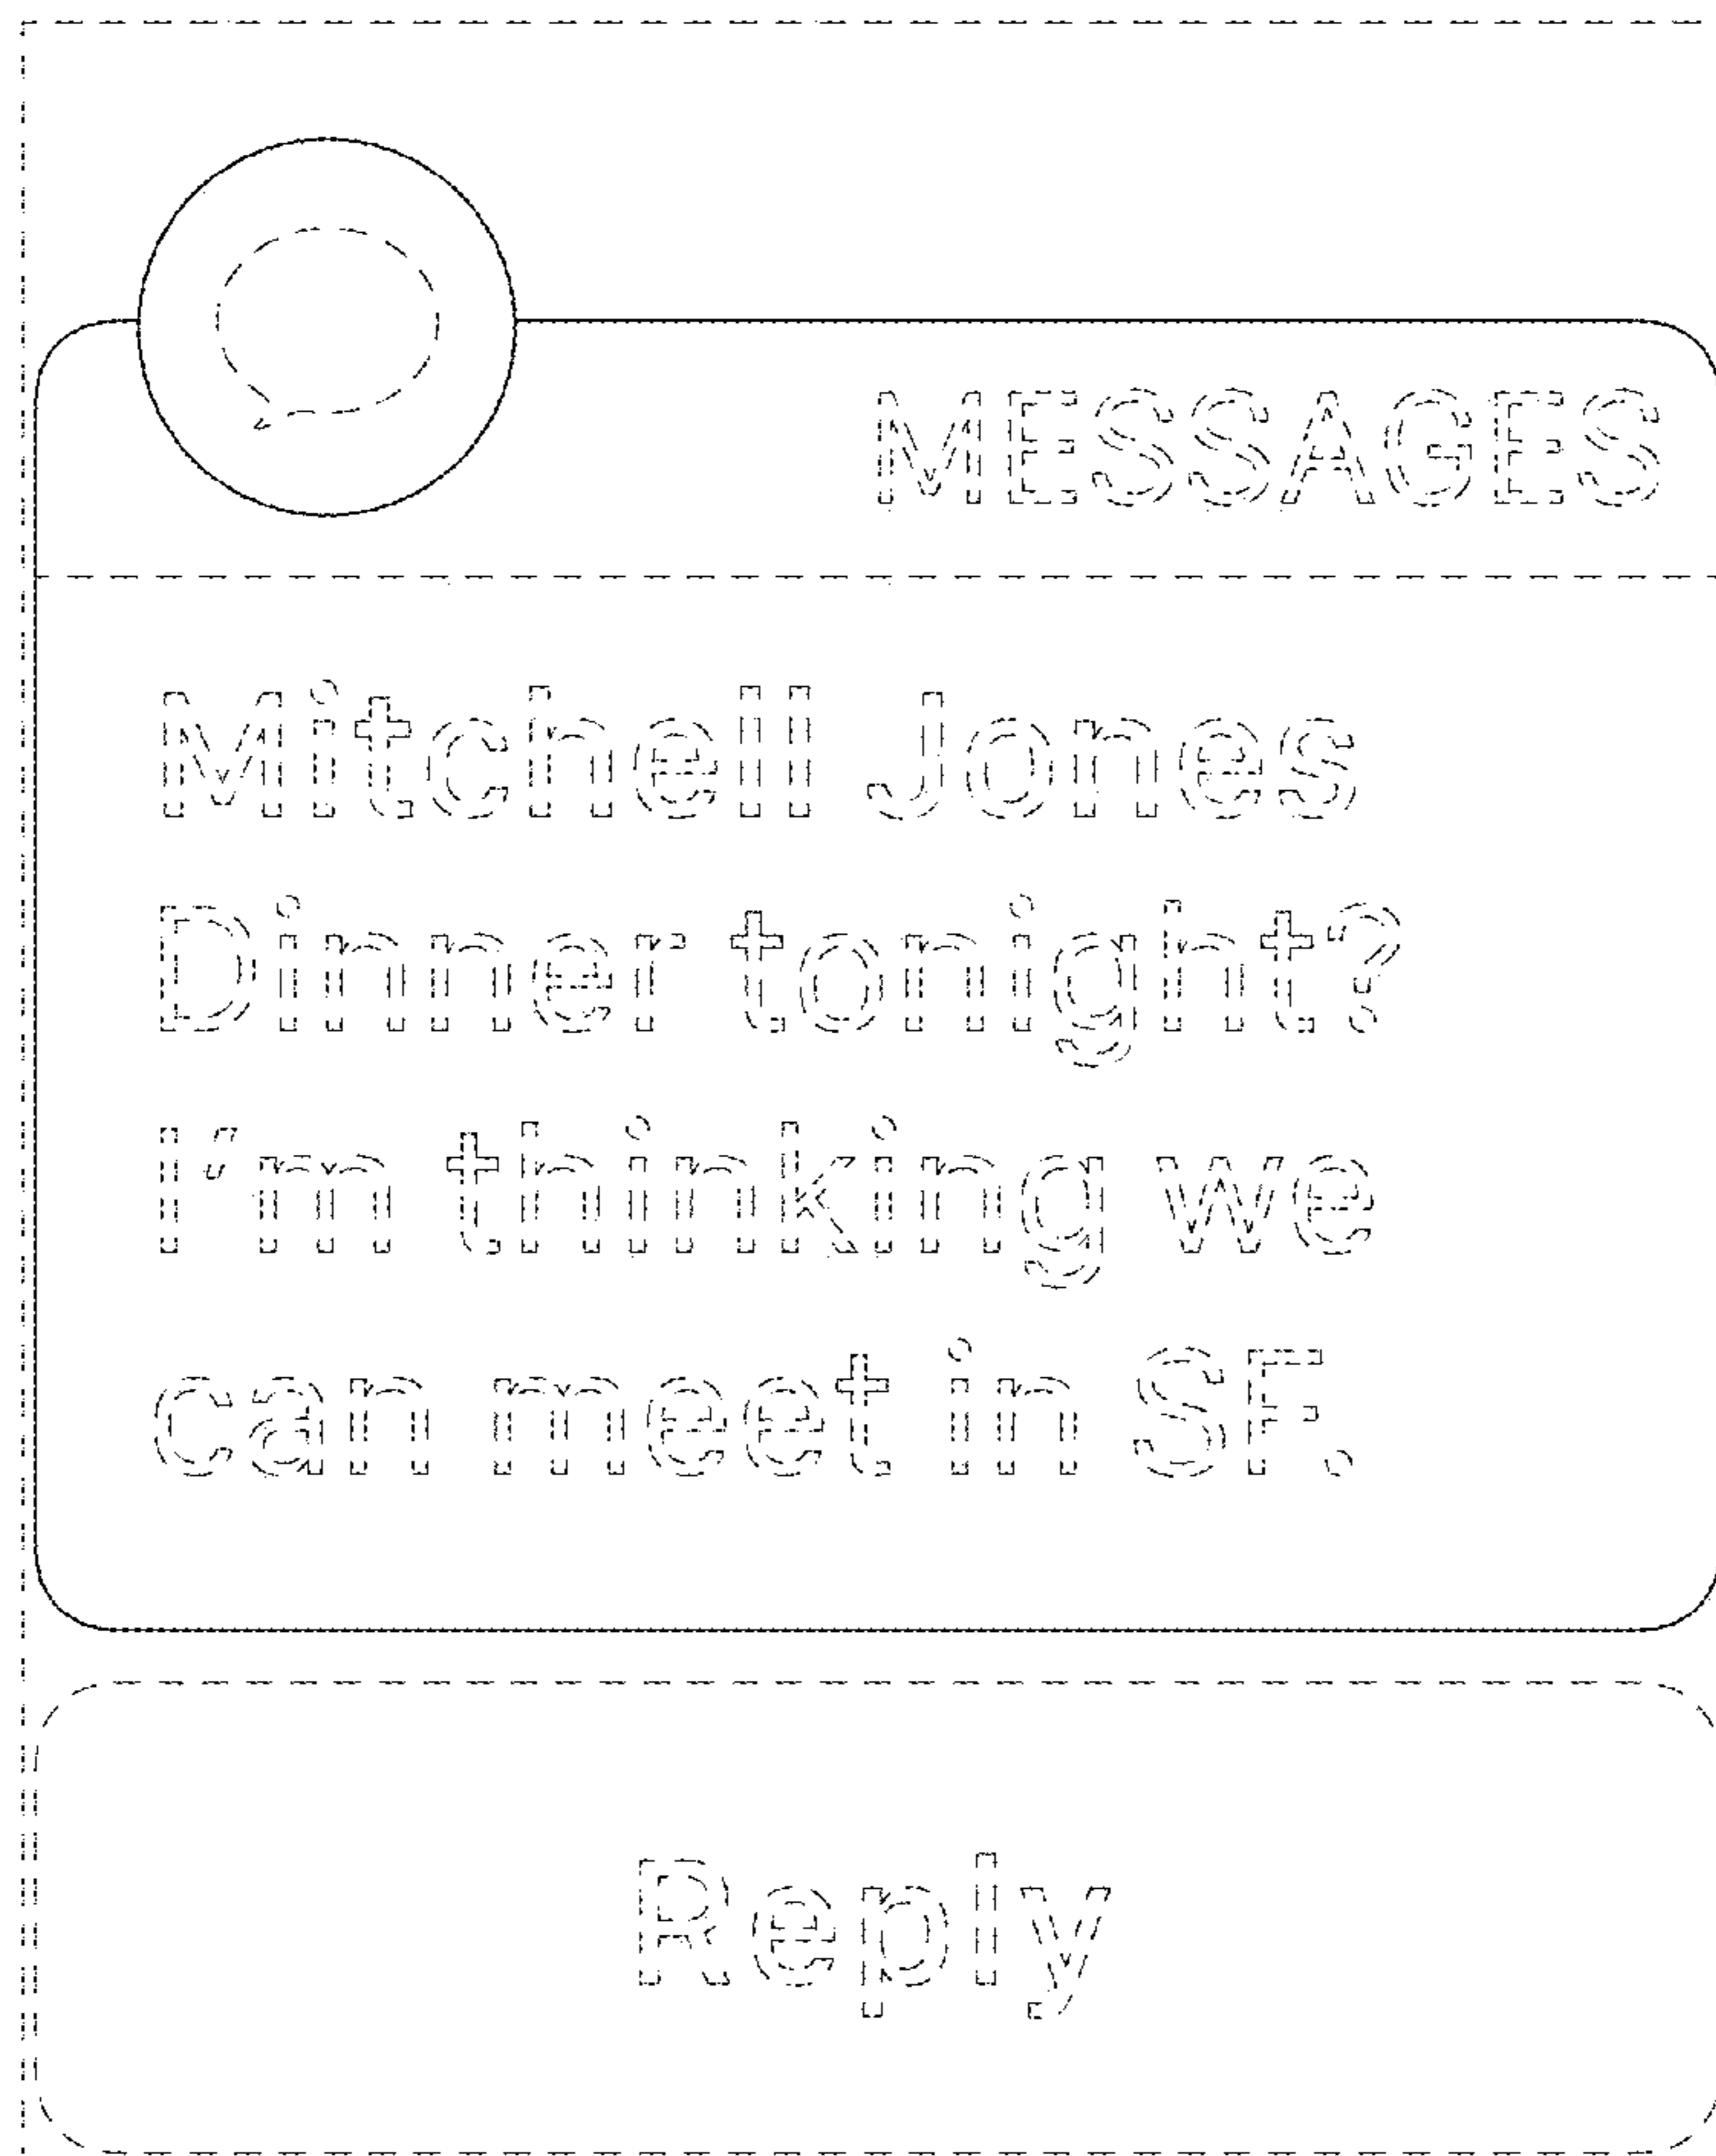 MESSAGES
Mitchell Jones
Dinner tonight?
I'm thinking we
can meet in SF.
Reply